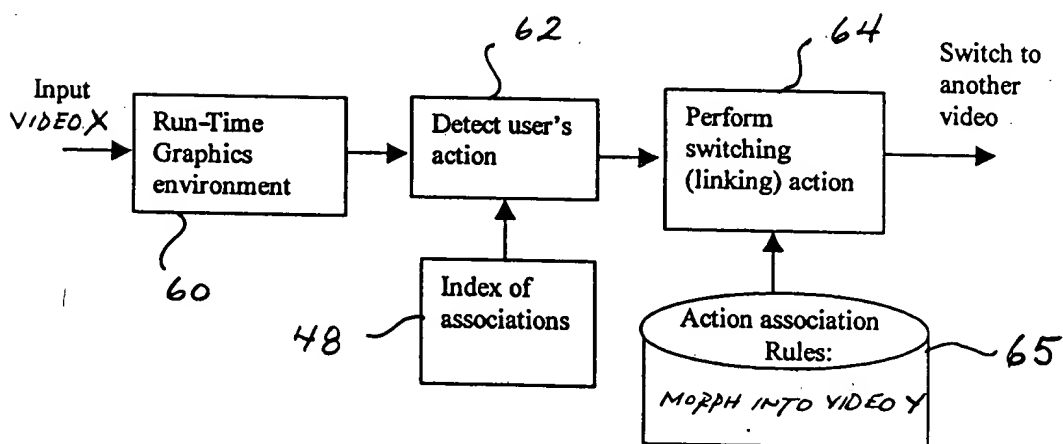 62
64
Switch to
another
video
Input
VIDEO X
Run-Time
Graphics
environment
Detect user's
action
Perform
switching
(linking) action
60
48
Index of
associations
Action association
Rules:
65
MORPH INTO VIDEO Y